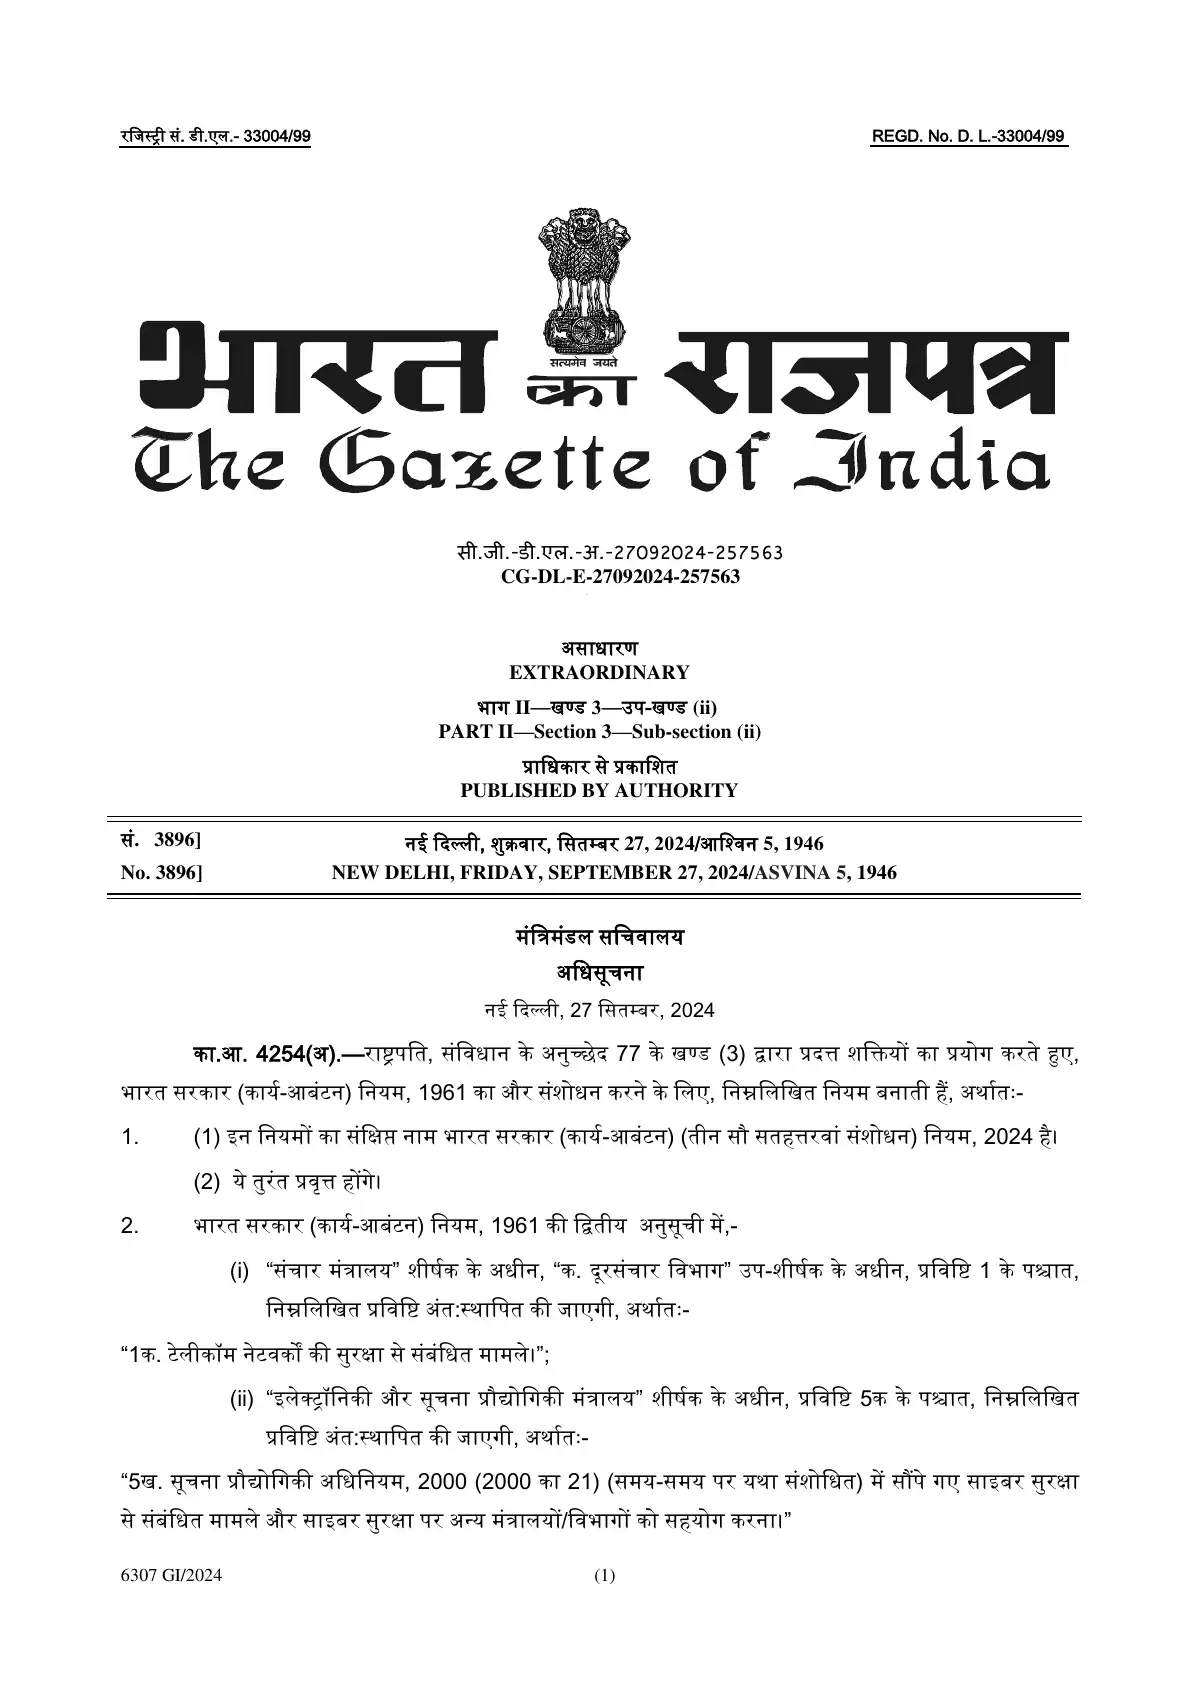 रजिस्ट्री सं. डी.एल.- 33004/99
REGD. No. D. L.-33004/99
सत्यमेव जयते
भारत का राजपत्र
The Gazette of India
सी.जी.-डी.एल.-अ.-27092024-257563
CG-DL-E-27092024-257563
असाधारण
EXTRAORDINARY
भाग II—खण्ड 3—उप-खण्ड (ii)
PART II—Section 3—Sub-section (ii)
प्राधिकार से प्रकाशित
PUBLISHED BY AUTHORITY
सं. 3896] नई दिल्ली, शुक्रवार, सितम्बर 27, 2024/आश्विन 5, 1946
No. 3896] NEW DELHI, FRIDAY, SEPTEMBER 27, 2024/ASVINA 5, 1946
मंत्रिमंडल सचिवालय
अधिसूचना
नई दिल्ली, 27 सितम्बर, 2024
का.आ. 4254(अ).—राष्ट्रपति, संविधान के अनुच्छेद 77 के खण्ड (3) द्वारा प्रदत्त शक्तियों का प्रयोग करते हुए,
भारत सरकार (कार्य-आबंटन) नियम, 1961 का और संशोधन करने के लिए, निम्नलिखित नियम बनाती हैं, अर्थातः-
1. (1) इन नियमों का संक्षिप्त नाम भारत सरकार (कार्य-आबंटन) (तीन सौ सतहत्तरवां संशोधन) नियम, 2024 है।
(2) ये तुरंत प्रवृत्त होंगे।
2. भारत सरकार (कार्य-आबंटन) नियम, 1961 की द्वितीय अनुसूची में,-
(i) “संचार मंत्रालय” शीर्षक के अधीन, “क. दूरसंचार विभाग” उप-शीर्षक के अधीन, प्रविष्टि 1 के पश्चात,
निम्नलिखित प्रविष्टि अंत:स्थापित की जाएगी, अर्थातः-
“1क. टेलीकॉम नेटवर्कों की सुरक्षा से संबंधित मामले।”;
(ii) “इलेक्ट्रॉनिकी और सूचना प्रौद्योगिकी मंत्रालय” शीर्षक के अधीन, प्रविष्टि 5क के पश्चात, निम्नलिखित
प्रविष्टि अंत:स्थापित की जाएगी, अर्थातः-
“5ख. सूचना प्रौद्योगिकी अधिनियम, 2000 (2000 का 21) (समय-समय पर यथा संशोधित) में सौंपे गए साइबर सुरक्षा
से संबंधित मामले और साइबर सुरक्षा पर अन्य मंत्रालयों/विभागों को सहयोग करना।”
6307 GI/2024 (1)